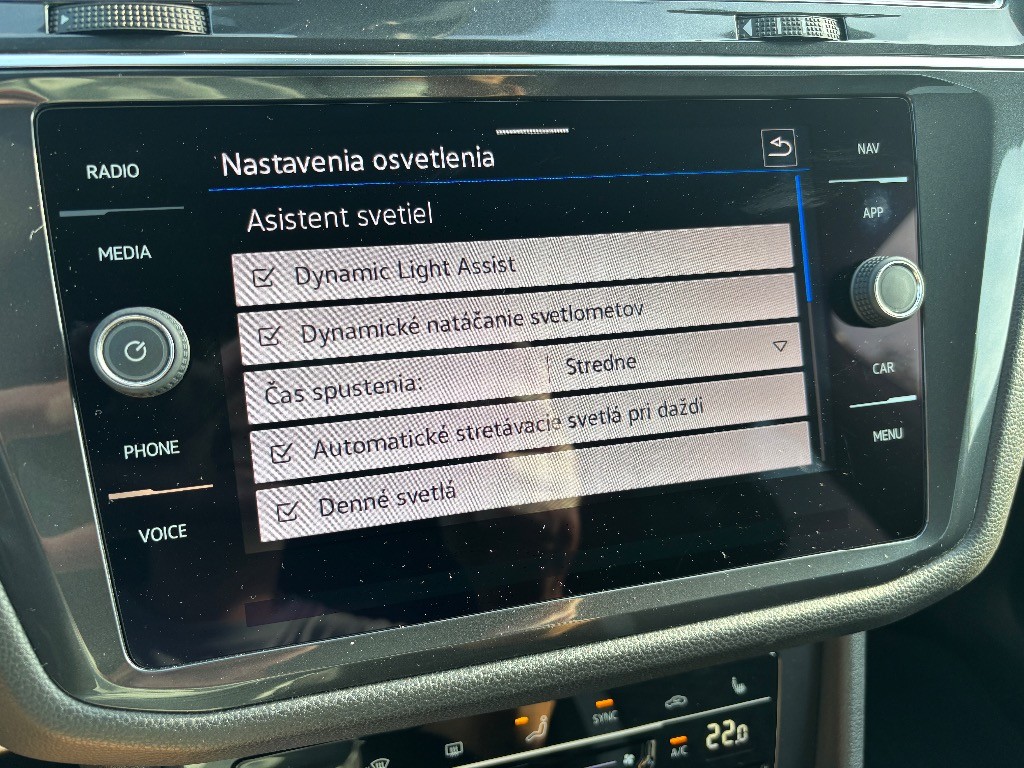 RADIO
MEDIA
PHONE
VOICE
Nastavenia osvetlenia
Asistent svetiel
Dynamic Light Assist
Dynamické natáčanie svetlometov
Čas spustenia: Stredne
Automatické stretávacie svetlá pri daždi
Denné svetlá
NAV
APP
CAR
MENU
SYNC
A/C
22.0